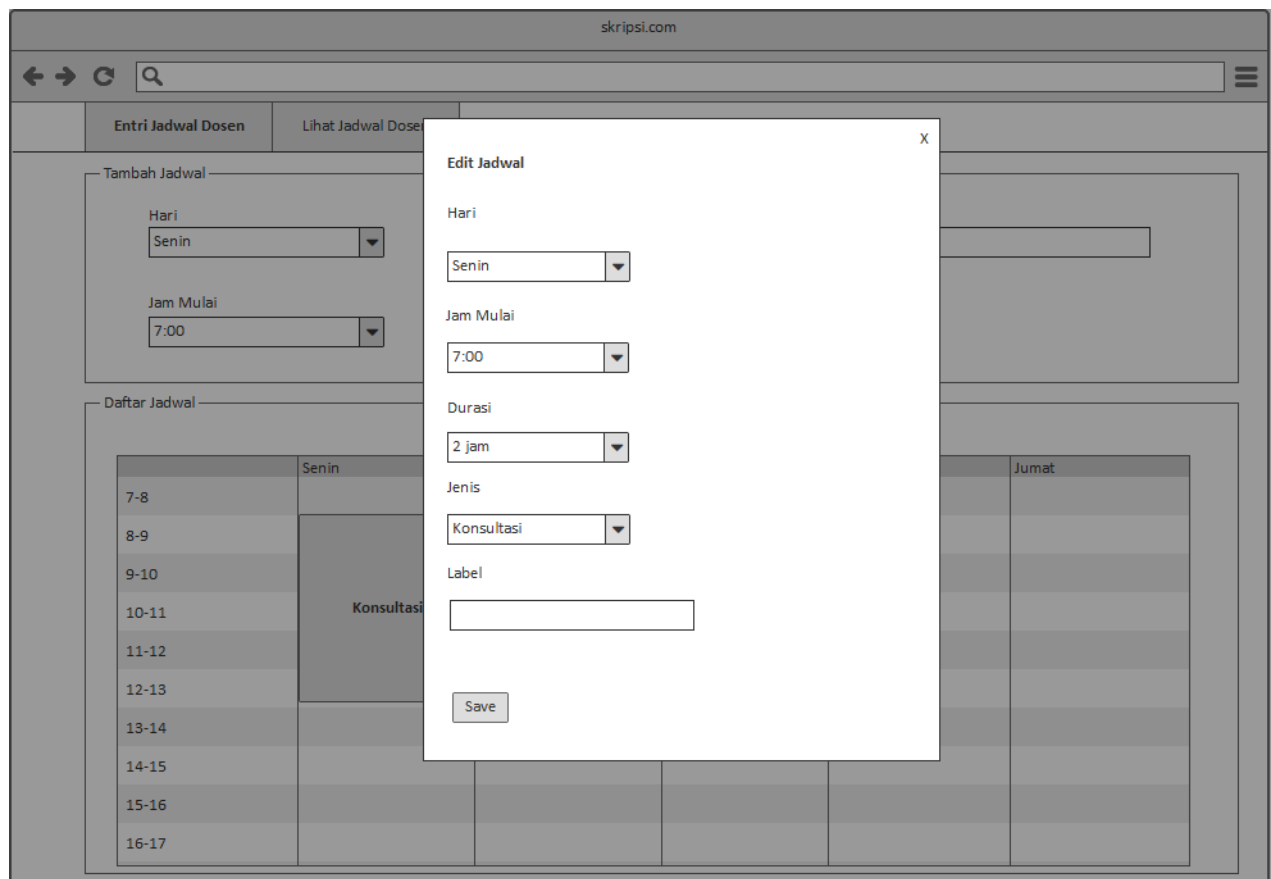 skripsi.com
Entri Jadwal Dosen
Lihat Jadwal
Tambah Jadwal
Hari
Senin
Jam Mulai
7:00
Edit Jadwal
X
Hari
Senin
Jam Mulai
7:00
Durasi
2 jam
Jenis
Konsultasi
Label
Save
Daftar Jadwal
Senin
Jumat
7-8
8-9
9-10
10-11
Konsultasi
11-12
12-13
13-14
14-15
15-16
16-17